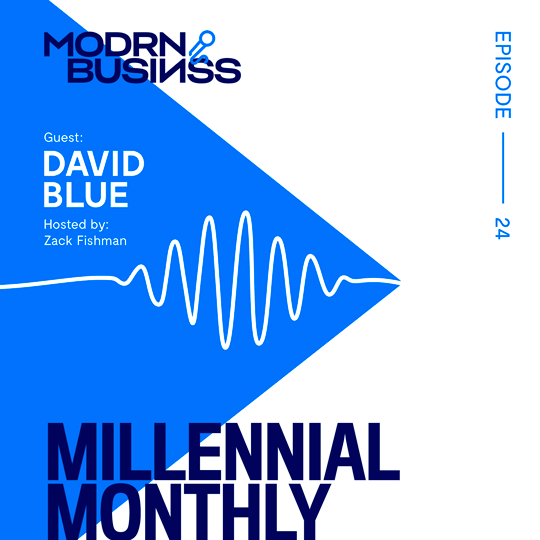 MODRN
BUSINSS
Guest:
DAVID
BLUE
Hosted by:
Zack Fishman
EPISODE 24
MILLENNIAL
MONTHLY